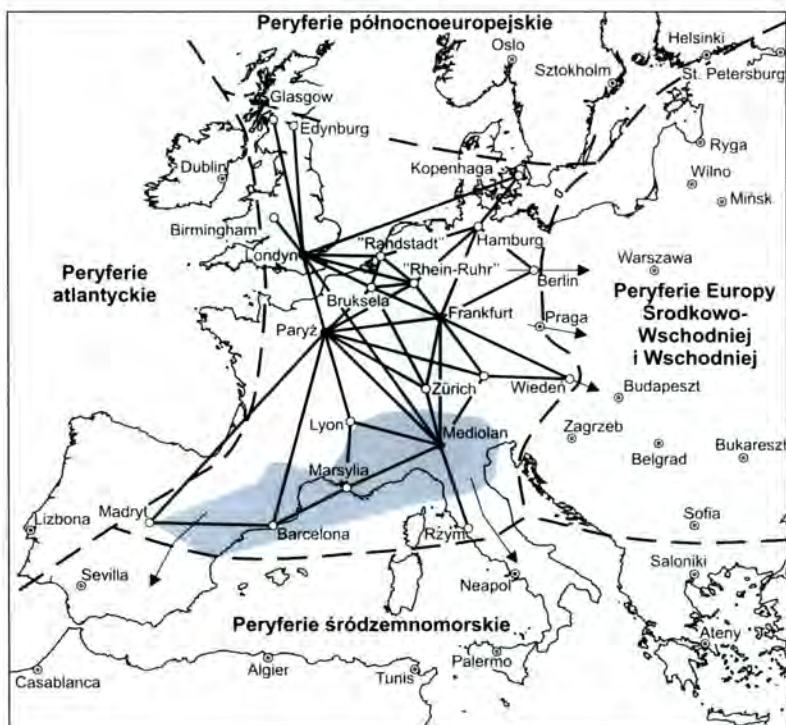 Peryferie północnoeuropejskie
Oslo
Helsinki
Sztokholm
St. Petersburg
Glasgow
Edynburg
Dublin
Kopenhaga
Ryga
Wilno
Mińsk
Birmingham
Londyn
"Randstadt"
Hamburg
"Rhein-Ruhr"
Berlin
Warszawa
Peryferie
atlantyckie
Bruksela
Peryferie Europy
Środkowo-
Wschodniej
i Wschodniej
Paryż
Frankfurt
Praga
Zürich
Wiedeń
Budapeszt
Lyon
Mediolan
Zagrzeb
Belgrad
Bukareszt
Marsylia
Madryt
Lizbona
Barcelona
Rzym
Sofia
Sevilla
Neapol
Saloniki
Peryferie śródzemnomorskie
Ateny
Casablanca
Algier
Tunis
Palermo